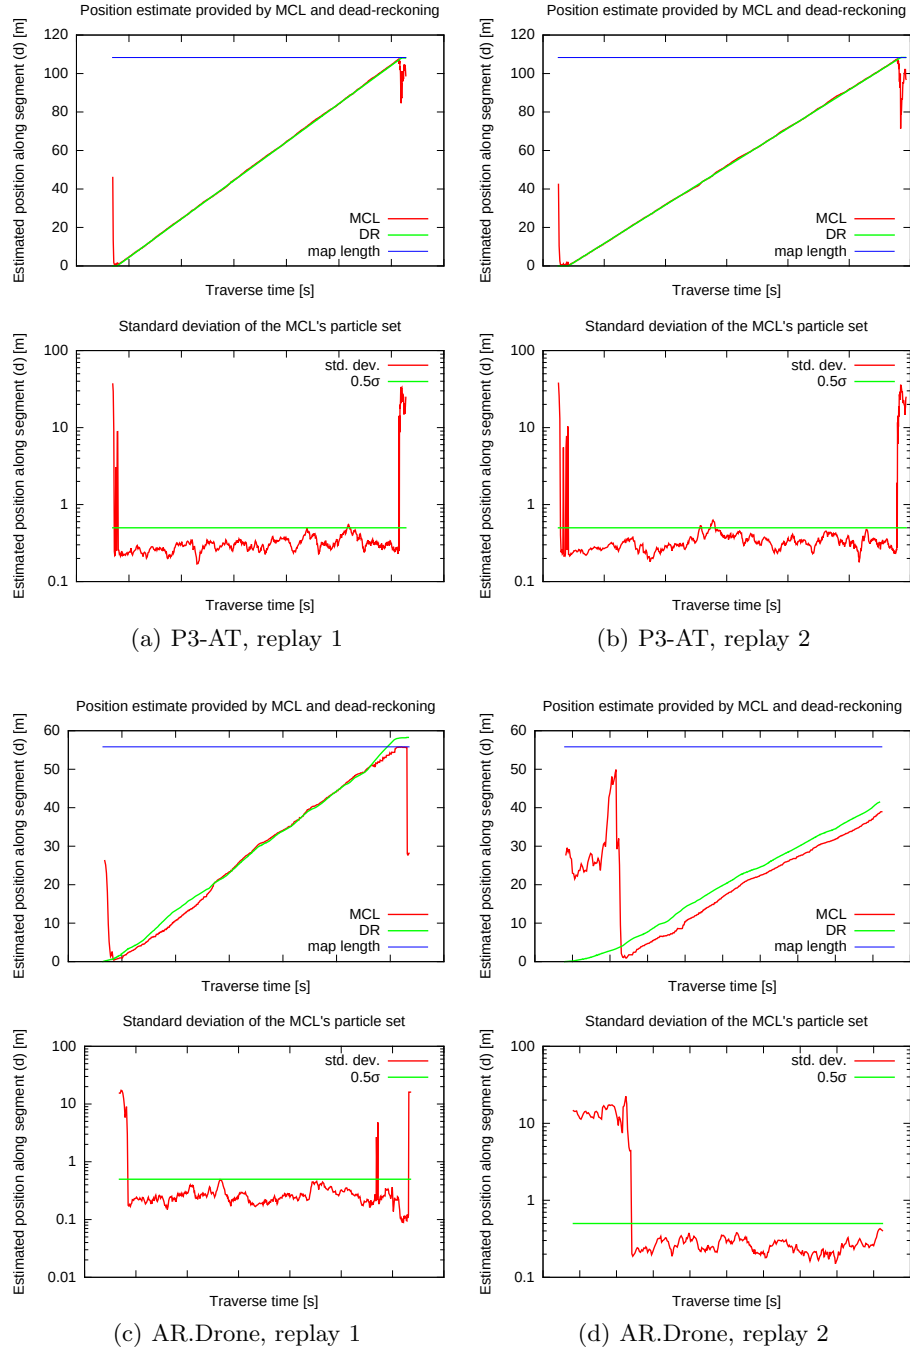 Position estimate provided by MCL and dead-reckoning
Estimated position along segment (d) [m]
120
100
80
60
40
20
0
MCL
DR
map length
Traverse time [s]
Position estimate provided by MCL and dead-reckoning
Estimated position along segment (d) [m]
120
100
80
60
40
20
0
MCL
DR
map length
Traverse time [s]
Standard deviation of the MCL's particle set
Estimated position along segment (d) [m]
100
10
1
0.1
std. dev.
0.5σ
Traverse time [s]
(a) P3-AT, replay 1
Standard deviation of the MCL's particle set
Estimated position along segment (d) [m]
100
10
1
0.1
std. dev.
0.5σ
Traverse time [s]
(b) P3-AT, replay 2
Position estimate provided by MCL and dead-reckoning
Estimated position along segment (d) [m]
60
50
40
30
20
10
0
MCL
DR
map length
Traverse time [s]
Position estimate provided by MCL and dead-reckoning
Estimated position along segment (d) [m]
60
50
40
30
20
10
0
MCL
DR
map length
Traverse time [s]
Standard deviation of the MCL's particle set
Estimated position along segment (d) [m]
100
10
1
0.1
0.01
std. dev.
0.5σ
Traverse time [s]
(c) AR.Drone, replay 1
Standard deviation of the MCL's particle set
Estimated position along segment (d) [m]
100
10
1
0.1
std. dev.
0.5σ
Traverse time [s]
(d) AR.Drone, replay 2